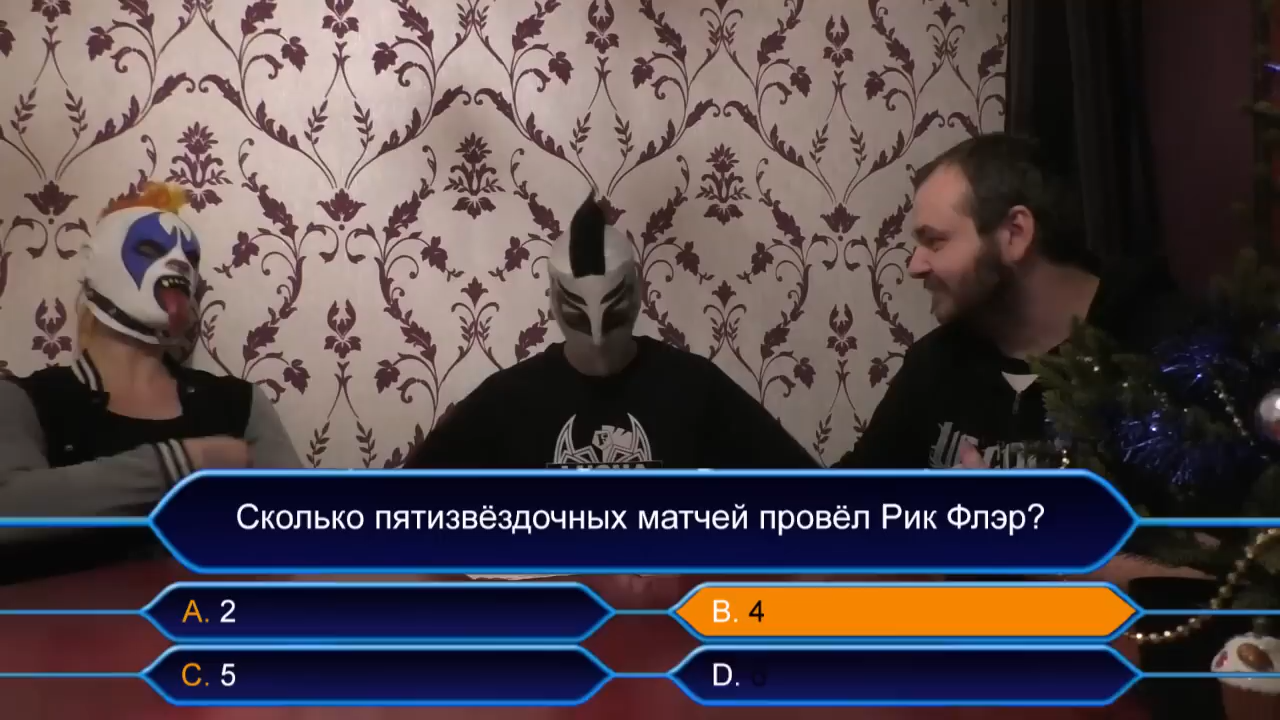 Сколько пятизвёздочных матчей провёл Рик Флэр?
A. 2
B. 4
C. 5
D.